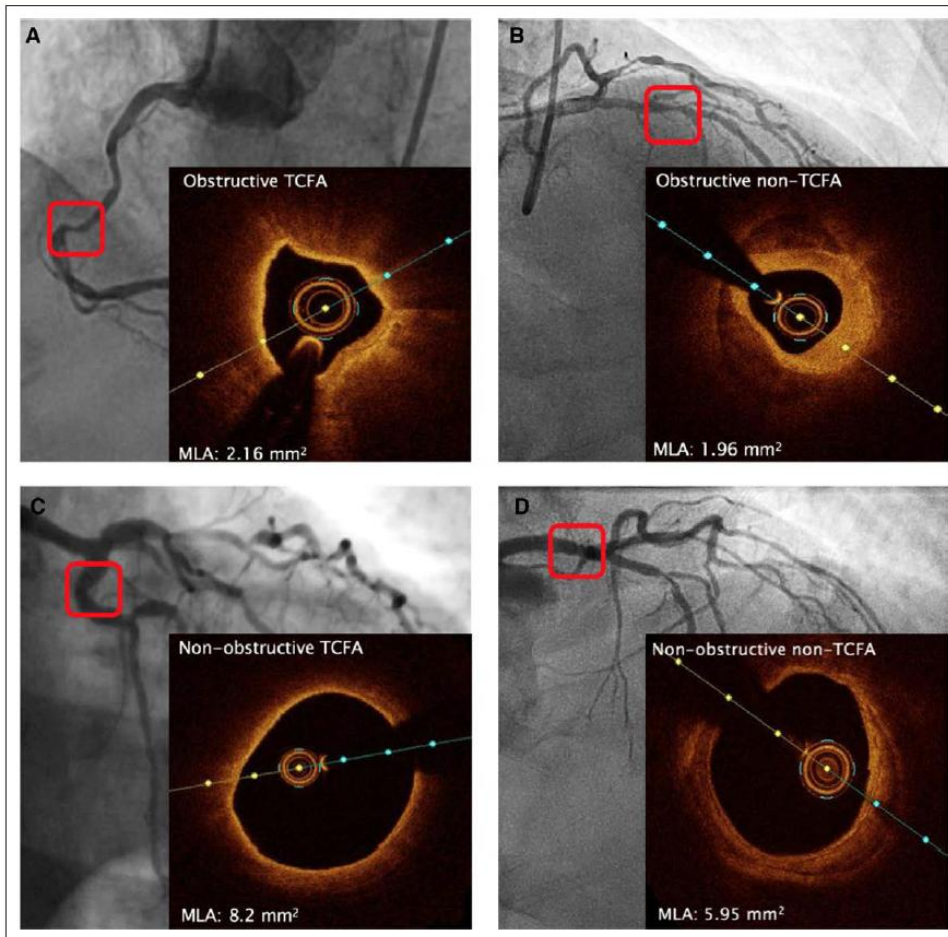 A
Obstructive TCFA
MLA: 2.16 mm²
B
Obstructive non-TCFA
MLA: 1.96 mm²
C
Non-obstructive TCFA
MLA: 8.2 mm²
D
Non-obstructive non-TCFA
MLA: 5.95 mm²